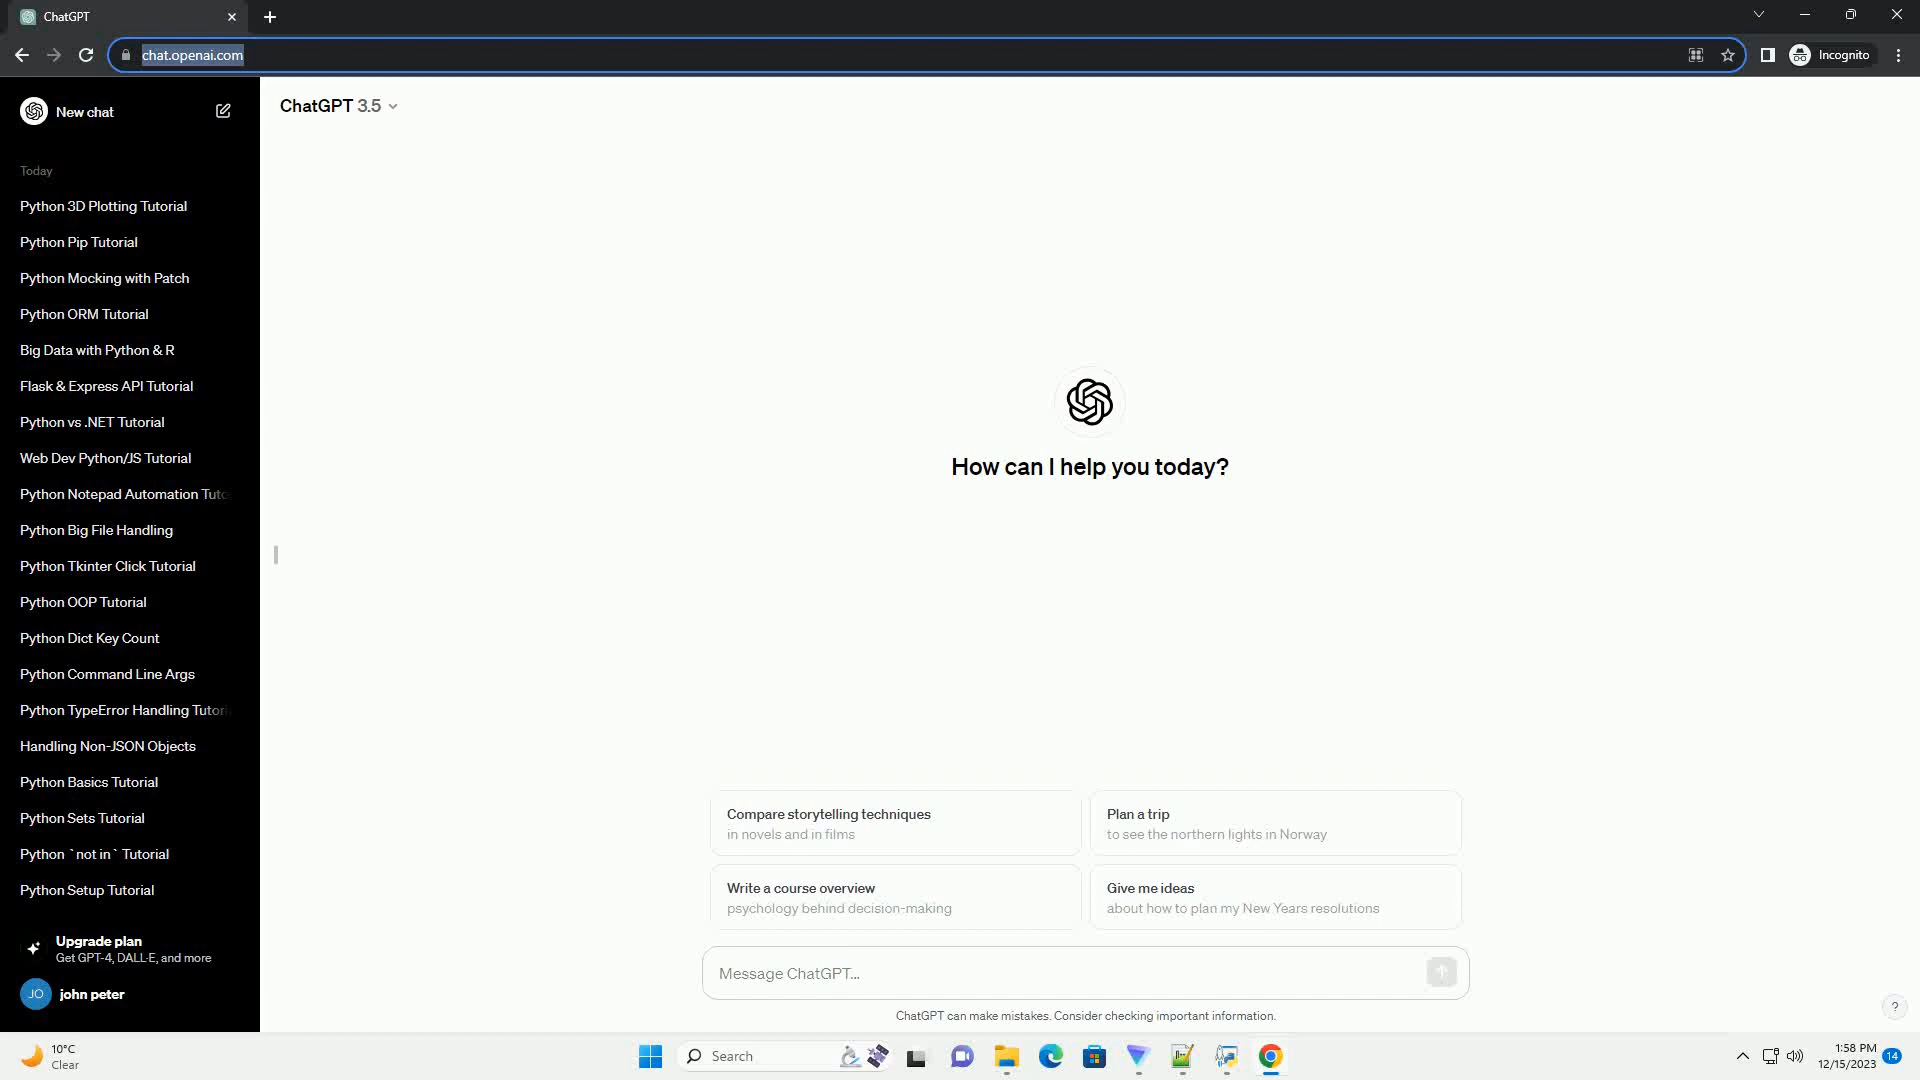 ChatGPT
chat.openai.com
Incognito
New chat
Today
Python 3D Plotting Tutorial
Python Pip Tutorial
Python Mocking with Patch
Python ORM Tutorial
Big Data with Python & R
Flask & Express API Tutorial
Python vs .NET Tutorial
Web Dev Python/JS Tutorial
Python Notepad Automation Tuto
Python Big File Handling
Python Tkinter Click Tutorial
Python OOP Tutorial
Python Dict Key Count
Python Command Line Args
Python TypeError Handling Tutori
Handling Non-JSON Objects
Python Basics Tutorial
Python Sets Tutorial
Python `not in` Tutorial
Python Setup Tutorial
Upgrade plan
Get GPT-4, DALL·E, and more
JO john peter
ChatGPT 3.5
How can I help you today?
Compare storytelling techniques
in novels and in films
Plan a trip
to see the northern lights in Norway
Write a course overview
psychology behind decision-making
Give me ideas
about how to plan my New Years resolutions
Message ChatGPT...
ChatGPT can make mistakes. Consider checking important information.
?
10°C
Clear
Search
1:58 PM
12/15/2023
14